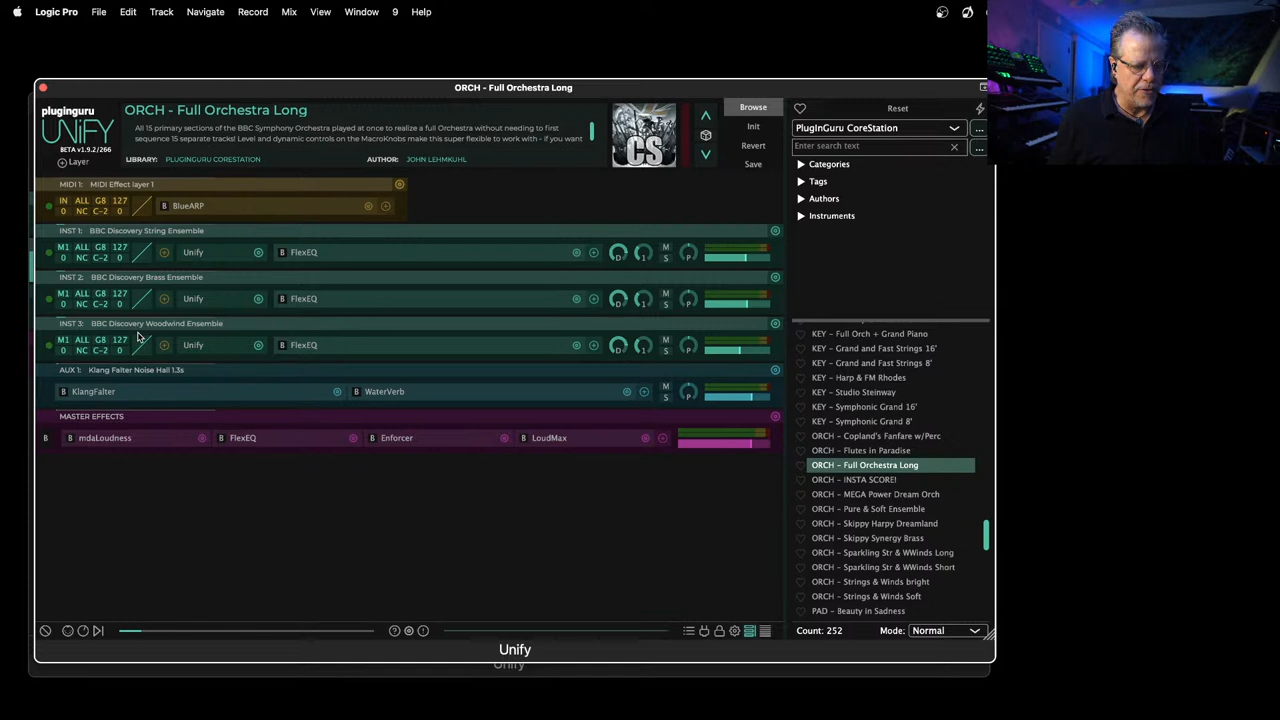 Logic Pro File Edit Track Navigate Record Mix View Window 9 Help
ORCH - Full Orchestra Long
pluginguru
UNiFY
BETA v1.9.2/266
Layer
ORCH - Full Orchestra Long
All 15 primary sections of the BBC Symphony Orchestra played at once to realize a full Orchestra without needing to first
sequence 15 separate tracks! Level and dynamic controls on the MacroKnobs make this super flexible to work with - if you want
LIBRARY: PLUGINGURU CORESTATION AUTHOR: JOHN LEHMKUHL
CS
Browse
Init
Revert
Save
Reset
PlugInGuru CoreStation ...
Enter search text ...
Categories
Tags
Authors
Instruments
MIDI 1: MIDI Effect layer 1
IN ALL G8 127
0 NC C-2 0
B BlueARP
INST 1: BBC Discovery String Ensemble
M1 ALL G8 127
0 NC C-2 0
Unify B FlexEQ D 1 M S P
INST 2: BBC Discovery Brass Ensemble
M1 ALL G8 127
0 NC C-2 0
Unify B FlexEQ D 1 M S P
INST 3: BBC Discovery Woodwind Ensemble
M1 ALL G8 127
0 NC C-2 0
Unify B FlexEQ D 1 M S P
AUX 1: Klang Falter Noise Hall 1.3s
B KlangFalter B WaterVerb M S P
MASTER EFFECTS
B B mdaLoudness B FlexEQ B Enforcer B LoudMax
KEY - Full Orch + Grand Piano
KEY - Grand and Fast Strings 16'
KEY - Grand and Fast Strings 8'
KEY - Harp & FM Rhodes
KEY - Studio Steinway
KEY - Symphonic Grand 16'
KEY - Symphonic Grand 8'
ORCH - Copland's Fanfare w/Perc
ORCH - Flutes in Paradise
ORCH - Full Orchestra Long
ORCH - INSTA SCORE!
ORCH - MEGA Power Dream Orch
ORCH - Pure & Soft Ensemble
ORCH - Skippy Harpy Dreamland
ORCH - Skippy Synergy Brass
ORCH - Sparkling Str & WWinds Long
ORCH - Sparkling Str & WWinds Short
ORCH - Strings & Winds bright
ORCH - Strings & Winds Soft
PAD - Beauty in Sadness
Count: 252 Mode: Normal
Unify
Unify